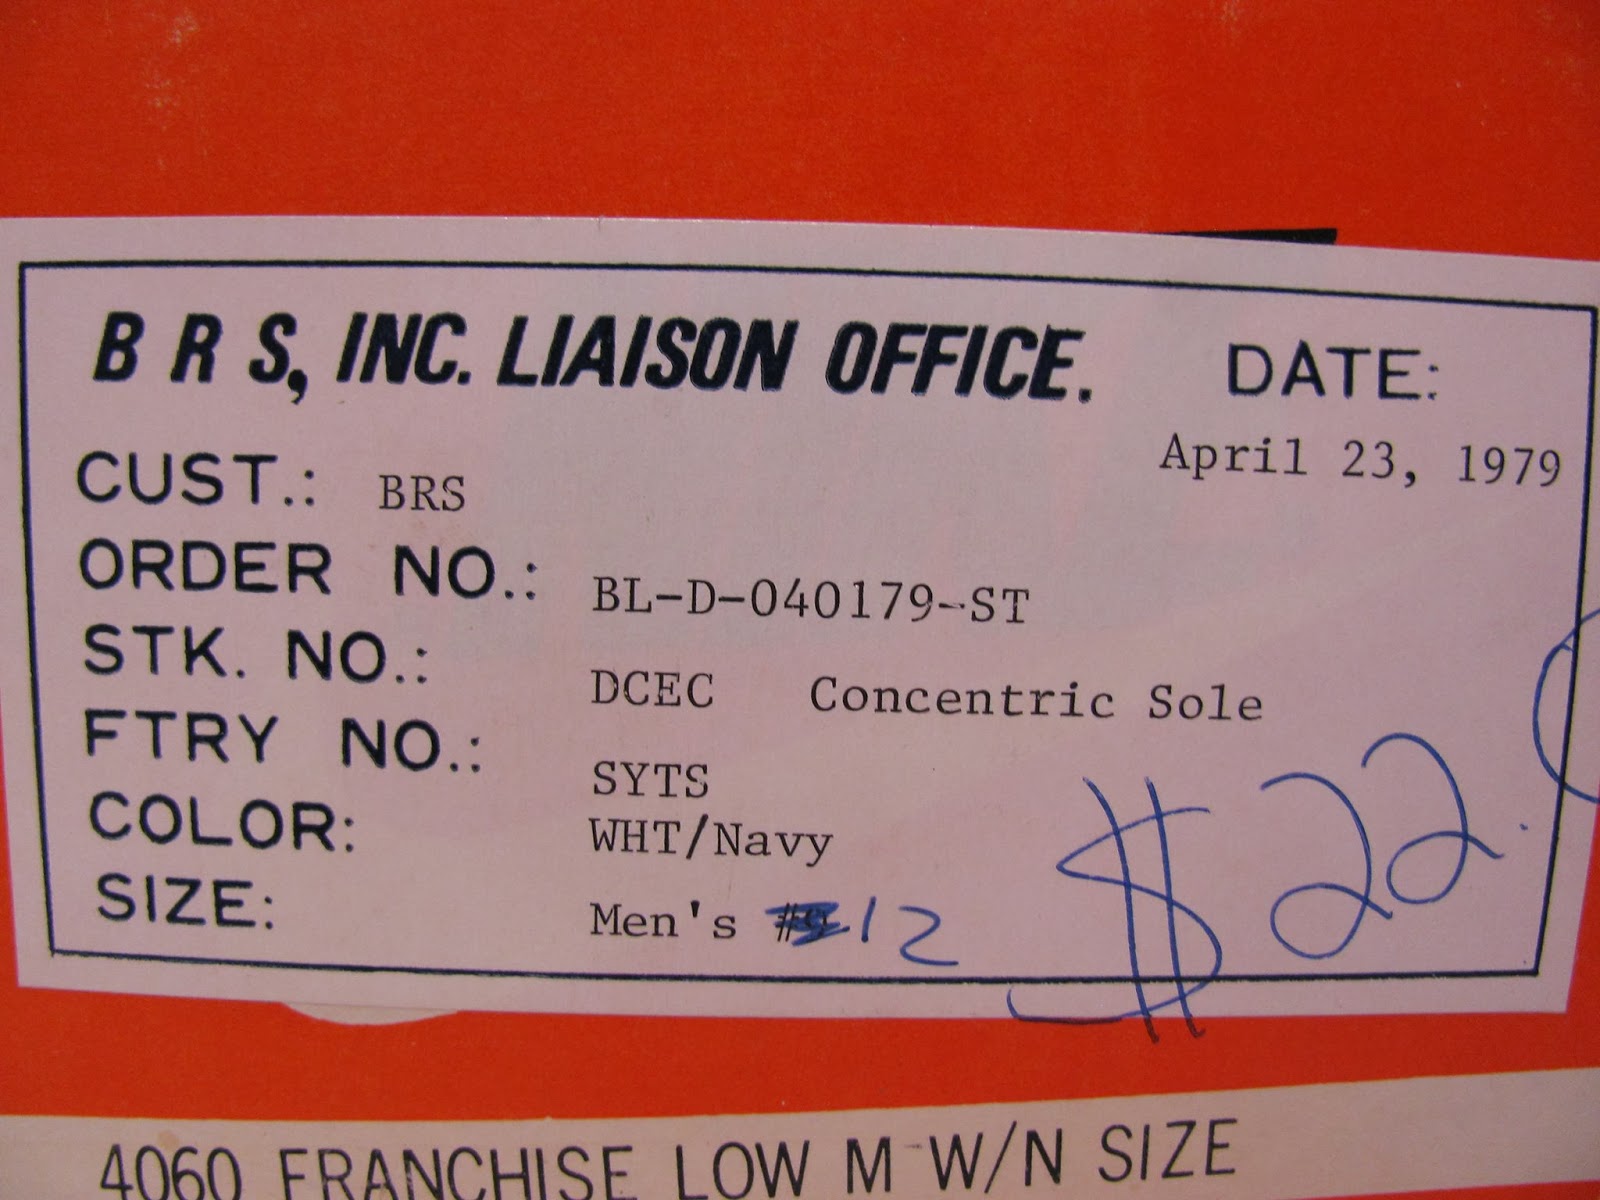 B R S, INC. LIAISON OFFICE.
DATE:
April 23, 1979
CUST.: BRS
ORDER NO.: BL-D-040179-ST
STK. NO.: DCEC Concentric Sole
FTRY NO.: SYTS
COLOR: WHT/Navy
SIZE: Men's 12
$22.
4060 FRANCHISE LOW M W/N SIZE